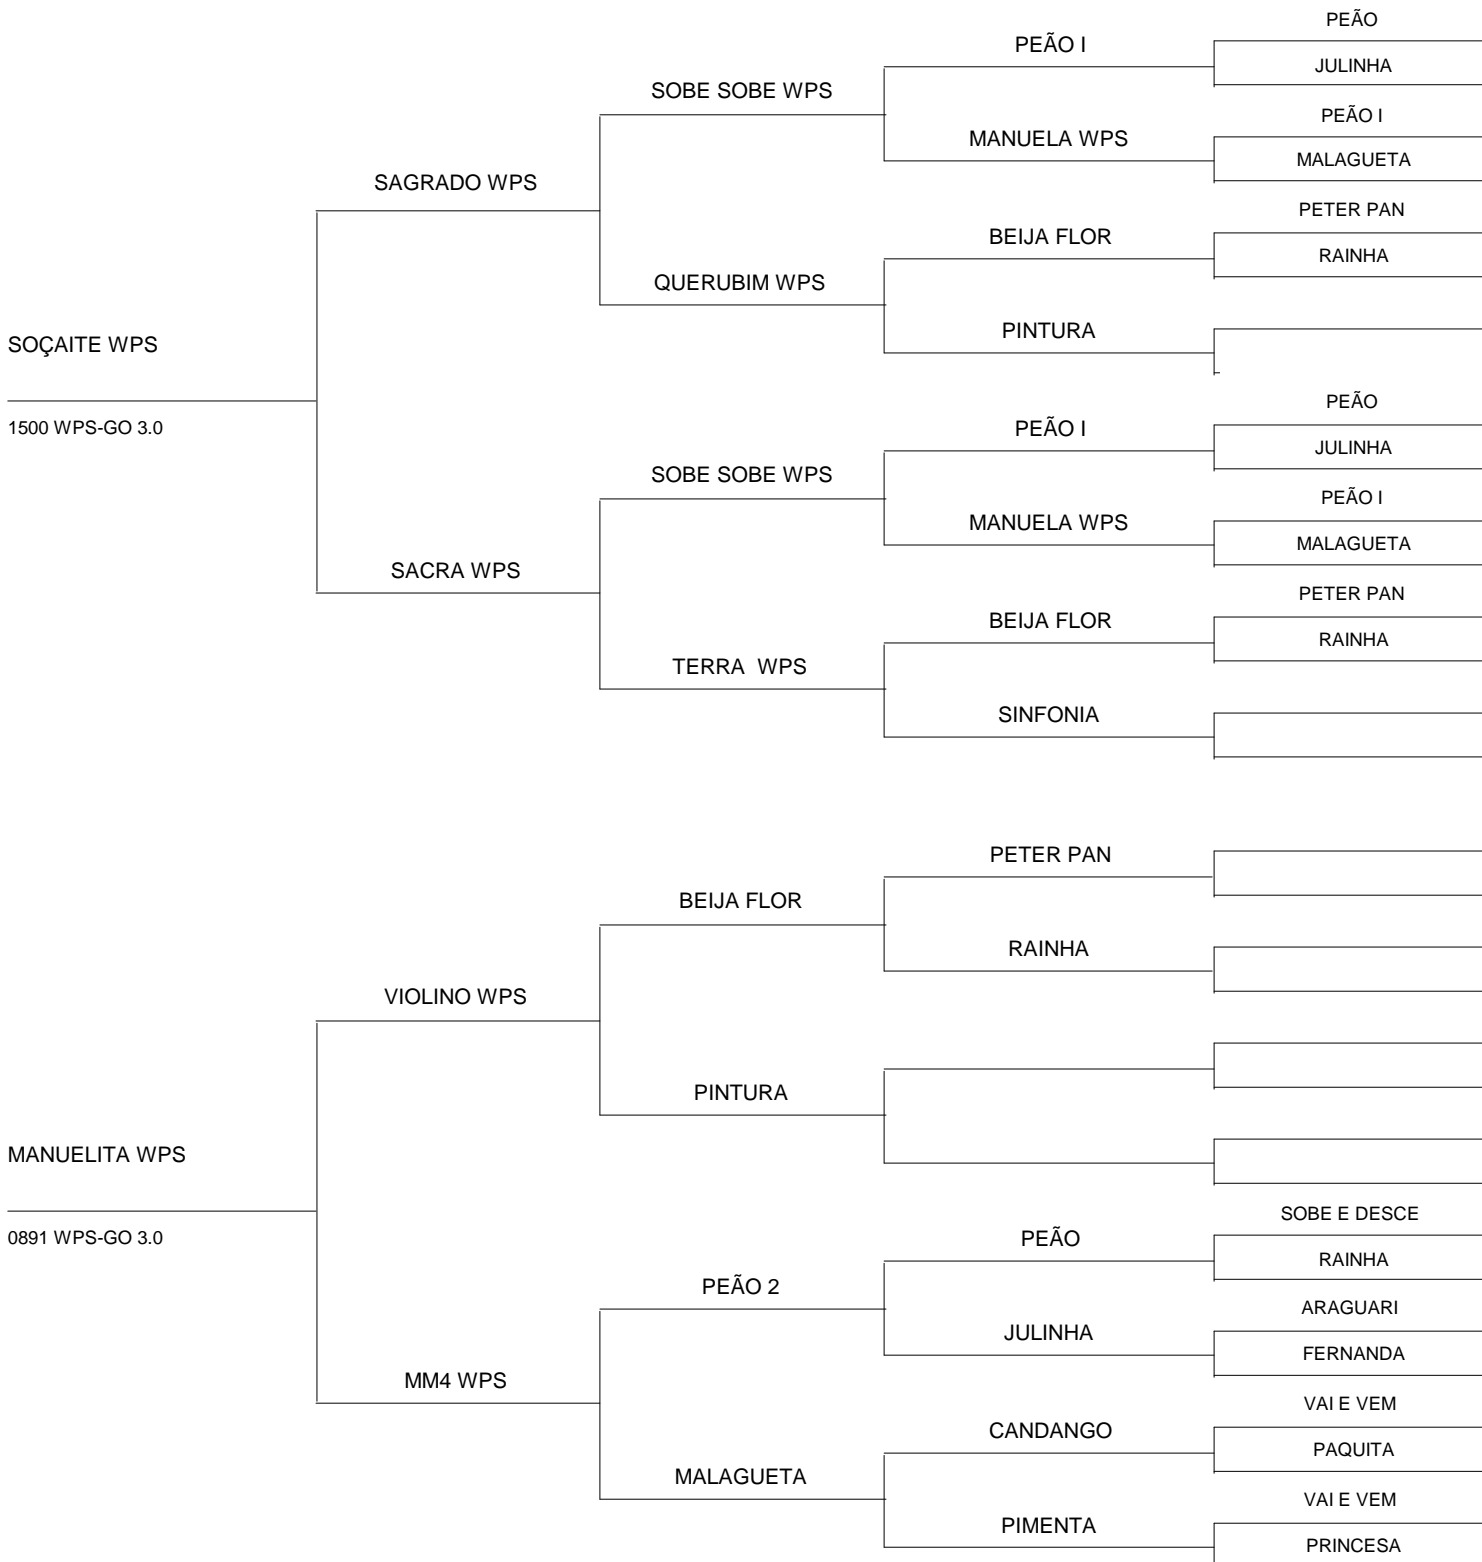 PEÃO
PEÃO I
JULINHA
SOBE SOBE WPS
PEÃO I
MANUELA WPS
MALAGUETA
SAGRADO WPS
PETER PAN
BEIJA FLOR
RAINHA
QUERUBIM WPS
PINTURA
SOÇAITE WPS
PEÃO
1500 WPS-GO 3.0
PEÃO I
JULINHA
SOBE SOBE WPS
PEÃO I
MANUELA WPS
MALAGUETA
SACRA WPS
PETER PAN
BEIJA FLOR
RAINHA
TERRA WPS
SINFONIA
PETER PAN
BEIJA FLOR
RAINHA
VIOLINO WPS
PINTURA
MANUELITA WPS
SOBE E DESCE
0891 WPS-GO 3.0
PEÃO
RAINHA
PEÃO 2
ARAGUARI
JULINHA
FERNANDA
MM4 WPS
VAI E VEM
CANDANGO
PAQUITA
MALAGUETA
VAI E VEM
PIMENTA
PRINCESA